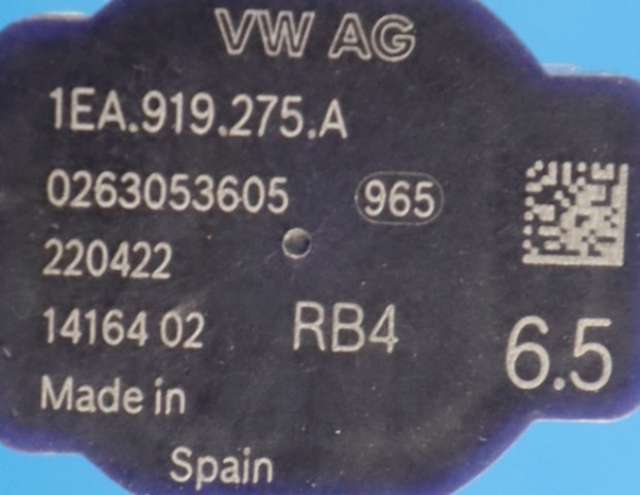 VW AG
1EA.919.275.A
0263053605 965
220422
14164 02 RB4 6.5
Made in
Spain